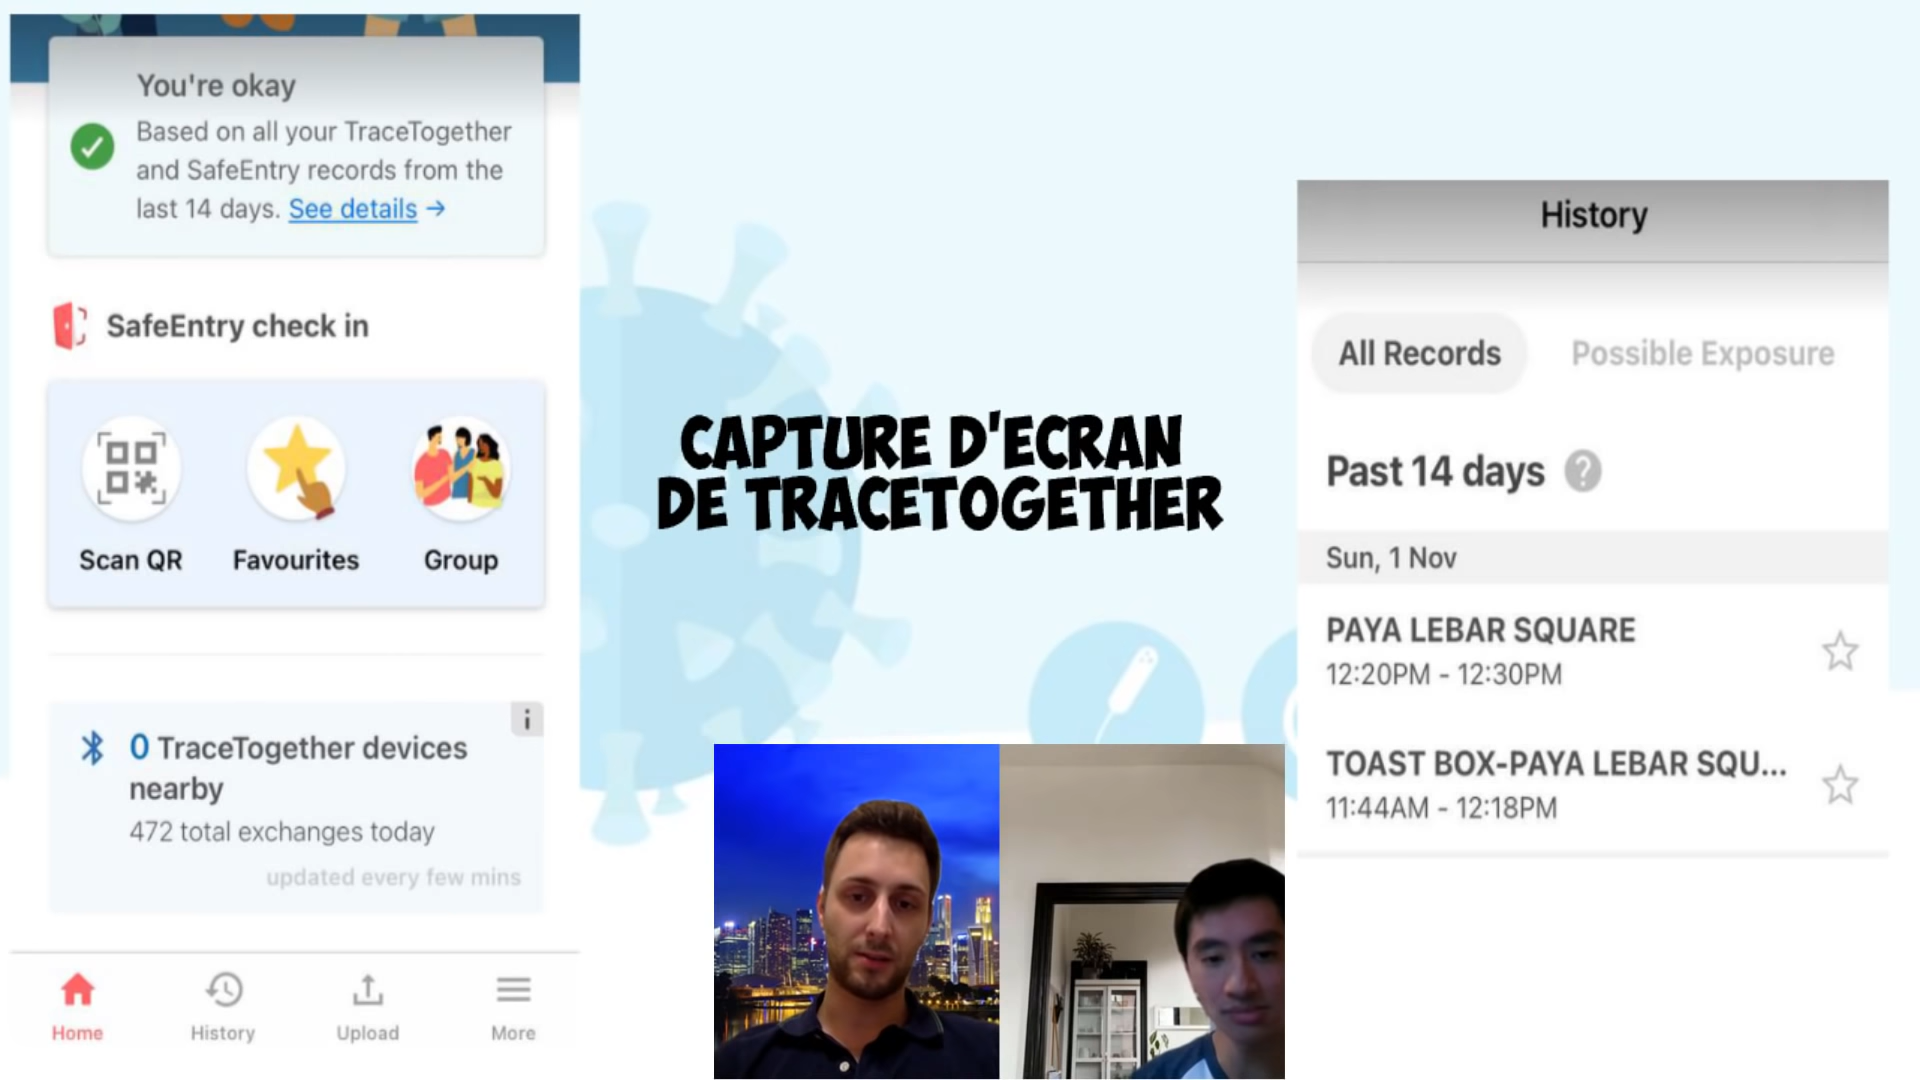 You're okay
Based on all your TraceTogether
and SafeEntry records from the
last 14 days. See details →
SafeEntry check in
Scan QR
Favourites
Group
i
0 TraceTogether devices
nearby
472 total exchanges today
updated every few mins
Home
History
Upload
More
CAPTURE D'ECRAN
DE TRACETOGETHER
History
All Records
Possible Exposure
Past 14 days ?
Sun, 1 Nov
PAYA LEBAR SQUARE
12:20PM - 12:30PM
TOAST BOX-PAYA LEBAR SQU...
11:44AM - 12:18PM